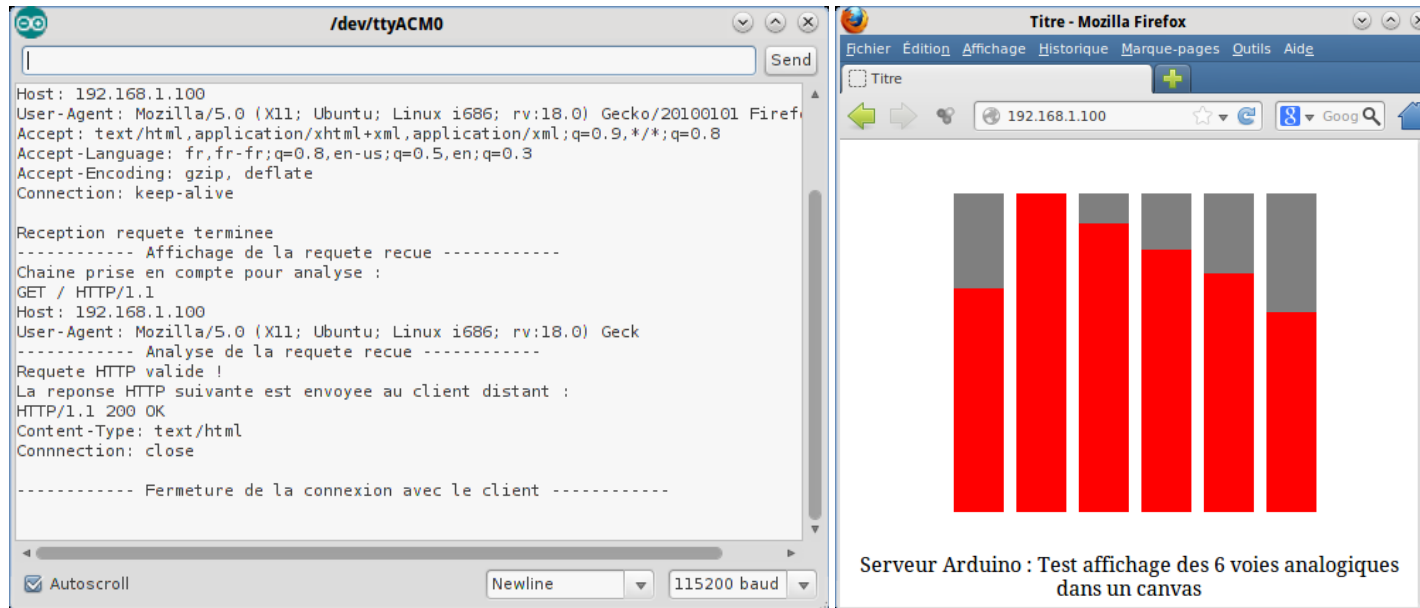 /dev/ttyACM0
Send
Host: 192.168.1.100
User-Agent: Mozilla/5.0 (X11; Ubuntu; Linux i686; rv:18.0) Gecko/20100101 Firef
Accept: text/html,application/xhtml+xml,application/xml;q=0.9,*/*;q=0.8
Accept-Language: fr,fr-fr;q=0.8,en-us;q=0.5,en;q=0.3
Accept-Encoding: gzip, deflate
Connection: keep-alive
Reception requete terminee
------------ Affichage de la requete recue ------------
Chaine prise en compte pour analyse :
GET / HTTP/1.1
Host: 192.168.1.100
User-Agent: Mozilla/5.0 (X11; Ubuntu; Linux i686; rv:18.0) Geck
------------ Analyse de la requete recue ------------
Requete HTTP valide !
La reponse HTTP suivante est envoyee au client distant :
HTTP/1.1 200 OK
Content-Type: text/html
Connnection: close
------------ Fermeture de la connexion avec le client ------------
Autoscroll
Newline
115200 baud
Titre - Mozilla Firefox
Fichier Édition Affichage Historique Marque-pages Outils Aide
Titre
192.168.1.100
8 Goog
Serveur Arduino : Test affichage des 6 voies analogiques
dans un canvas